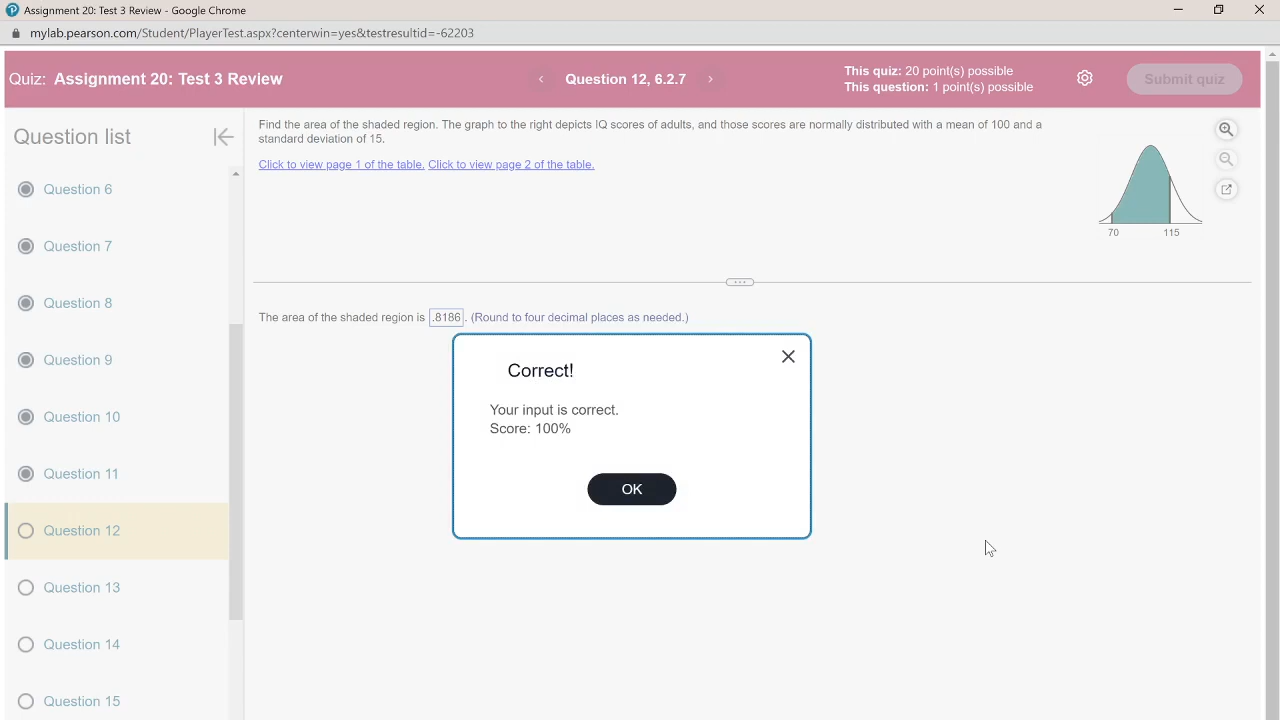 Assignment 20: Test 3 Review - Google Chrome
mylab.pearson.com/Student/PlayerTest.aspx?centerwin=yes&testresultid=-62203
Quiz: Assignment 20: Test 3 Review
Question 12, 6.2.7
This quiz: 20 point(s) possible
This question: 1 point(s) possible
Submit quiz
Question list
Question 6
Question 7
Question 8
Question 9
Question 10
Question 11
Question 12
Question 13
Question 14
Question 15
Find the area of the shaded region. The graph to the right depicts IQ scores of adults, and those scores are normally distributed with a mean of 100 and a
standard deviation of 15.
Click to view page 1 of the table. Click to view page 2 of the table.
70 115
The area of the shaded region is .8186. (Round to four decimal places as needed.)
Correct!
Your input is correct.
Score: 100%
OK